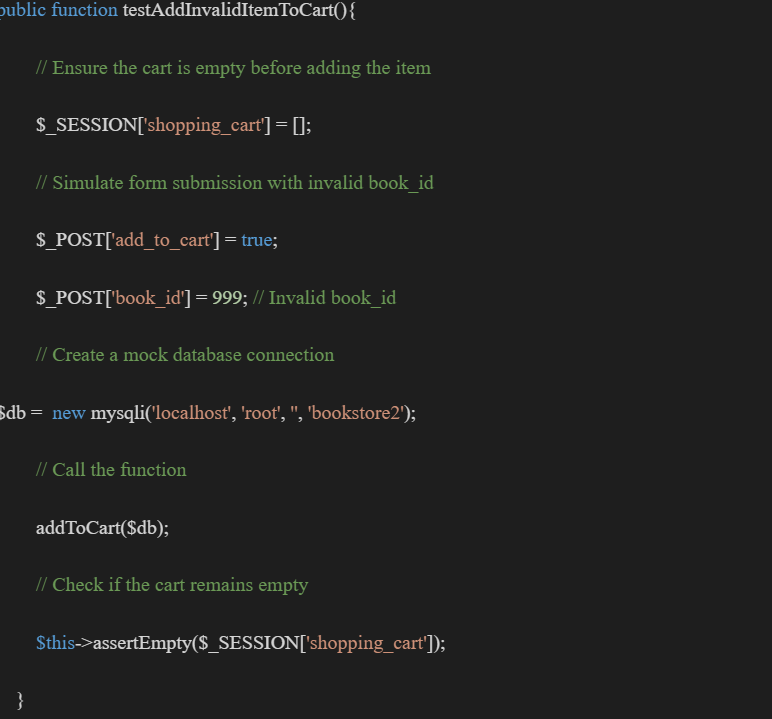 public function testAddInvalidItemToCart(){
// Ensure the cart is empty before adding the item
$_SESSION['shopping_cart'] = [];
// Simulate form submission with invalid book_id
$_POST['add_to_cart'] = true;
$_POST['book_id'] = 999; // Invalid book_id
// Create a mock database connection
$db =  new mysqli('localhost', 'root', '', 'bookstore2');
// Call the function
addToCart($db);
// Check if the cart remains empty
$this->assertEmpty($_SESSION['shopping_cart']);
}